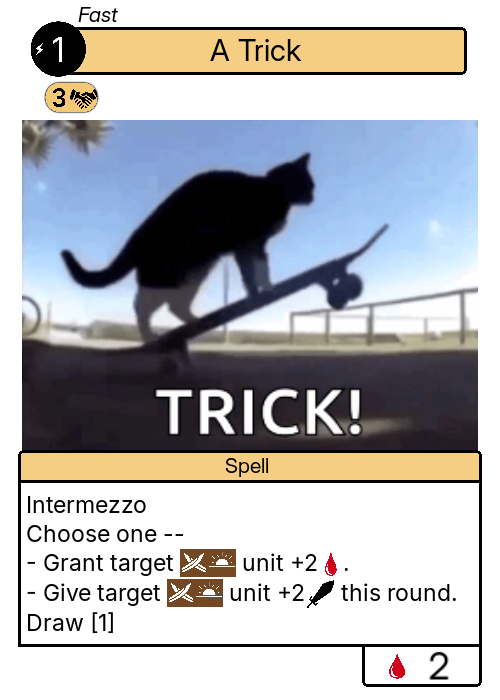 Fast
1
A Trick
3
TRICK!
Spell
Intermezzo
Choose one --
- Grant target unit +2 .
- Give target unit +2 this round.
Draw [1]
2